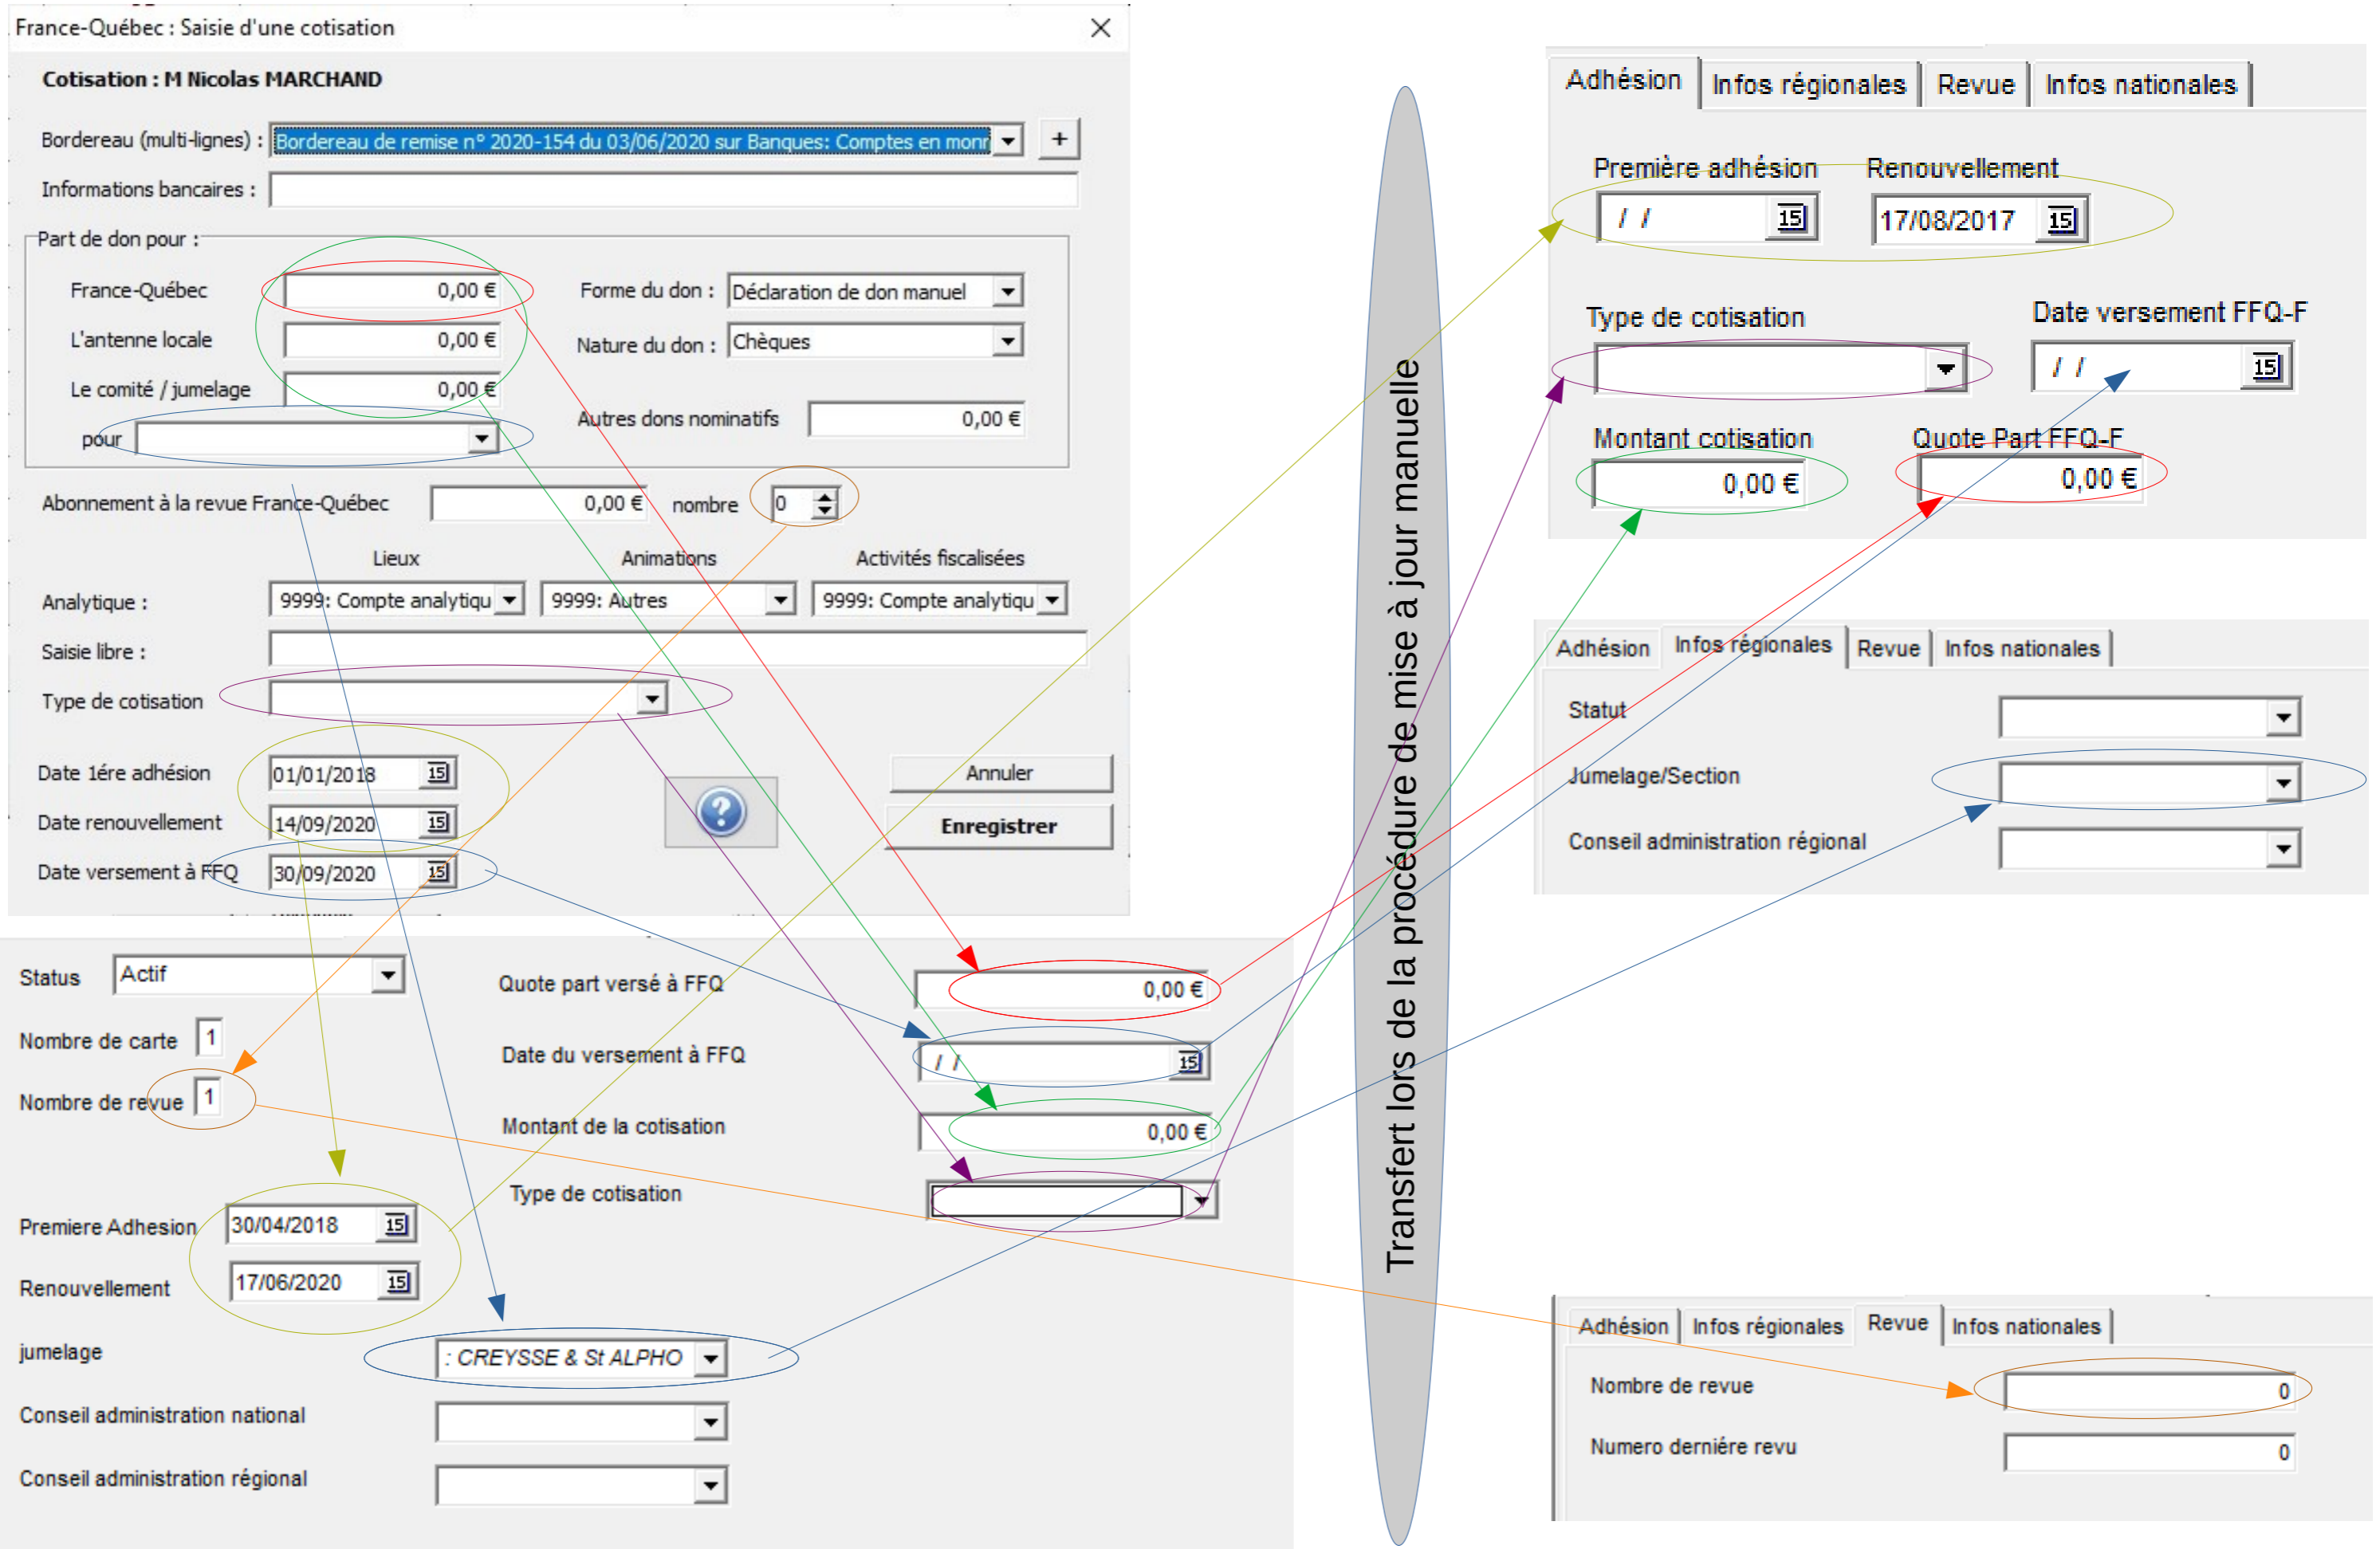 France-Québec : Saisie d'une cotisation
Cotisation : M Nicolas MARCHAND
Bordereau (multi-lignes) : Bordereau de remise n° 2020-154 du 03/06/2020 sur Banques: Comptes en monr +
Informations bancaires :
Part de don pour :
France-Québec 0,00 € Forme du don : Déclaration de don manuel
L'antenne locale 0,00 € Nature du don : Chèques
Le comité / jumelage 0,00 €
Autres dons nominatifs 0,00 €
pour
Abonnement à la revue France-Québec 0,00 € nombre 0
Lieux Animations Activités fiscalisées
Analytique : 9999: Compte analytiqu 9999: Autres 9999: Compte analytiqu
Saisie libre :
Type de cotisation
Date 1ére adhésion 01/01/2018 15 Annuler
Date renouvellement 14/09/2020 15 ? Enregistrer
Date versement à FFQ 30/09/2020 15
Status Actif
Nombre de carte 1
Nombre de revue 1
Premiere Adhesion 30/04/2018 15
Renouvellement 17/06/2020 15
jumelage : CREYSSE & St ALPHO
Conseil administration national
Conseil administration régional
Quote part versé à FFQ 0,00 €
Date du versement à FFQ / / 15
Montant de la cotisation 0,00 €
Type de cotisation
Transfert lors de la procédure de mise à jour manuelle
Adhésion Infos régionales Revue Infos nationales
Première adhésion Renouvellement
/ / 15 17/08/2017 15
Type de cotisation Date versement FFQ-F
/ / 15
Montant cotisation Quote Part FFQ-F
0,00 € 0,00 €
Adhésion Infos régionales Revue Infos nationales
Statut
Jumelage/Section
Conseil administration régional
Adhésion Infos régionales Revue Infos nationales
Nombre de revue 0
Numero derniére revu 0